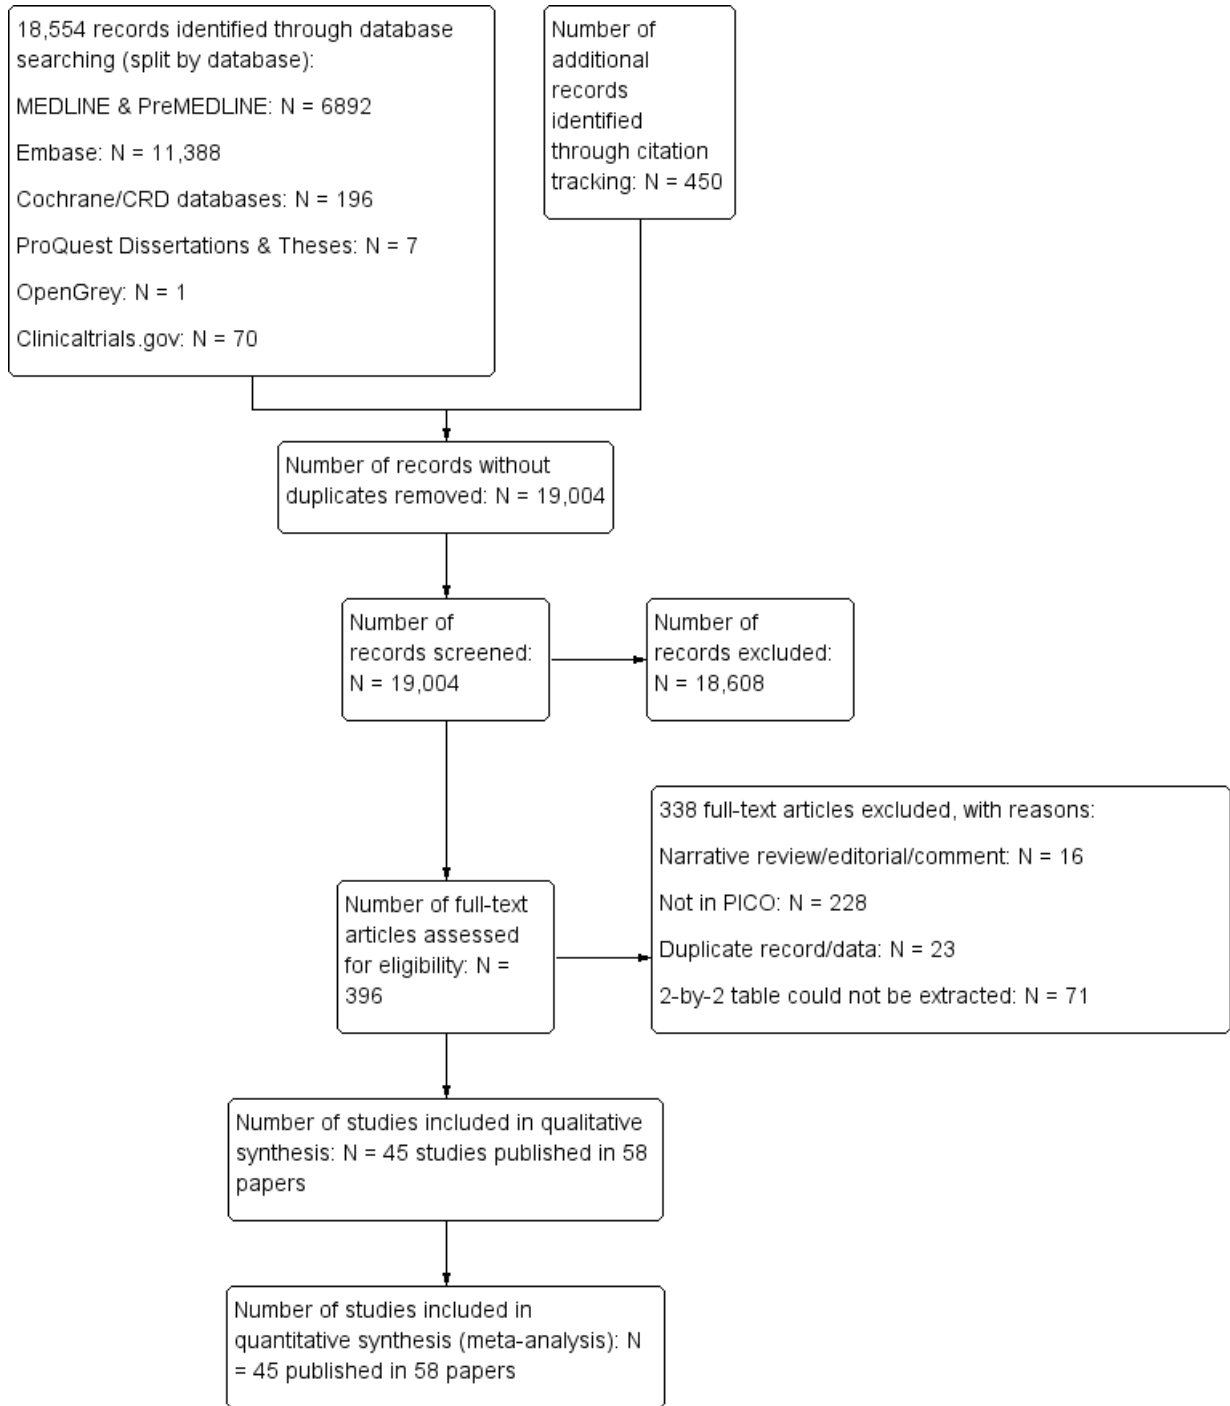 18,554 records identified through database
searching (split by database):
MEDLINE & PreMEDLINE: N = 6892
Embase: N = 11,388
Cochrane/CRD databases: N = 196
ProQuest Dissertations & Theses: N = 7
OpenGrey: N = 1
Clinicaltrials.gov: N = 70
Number of
additional
records
identified
through citation
tracking: N = 450
Number of records without
duplicates removed: N = 19,004
Number of
records screened:
N = 19,004
Number of
records excluded:
N = 18,608
338 full-text articles excluded, with reasons:
Narrative review/editorial/comment: N = 16
Not in PICO: N = 228
Duplicate record/data: N = 23
2-by-2 table could not be extracted: N = 71
Number of full-text
articles assessed
for eligibility: N =
396
Number of studies included in qualitative
synthesis: N = 45 studies published in 58
papers
Number of studies included in
quantitative synthesis (meta-analysis): N
= 45 published in 58 papers